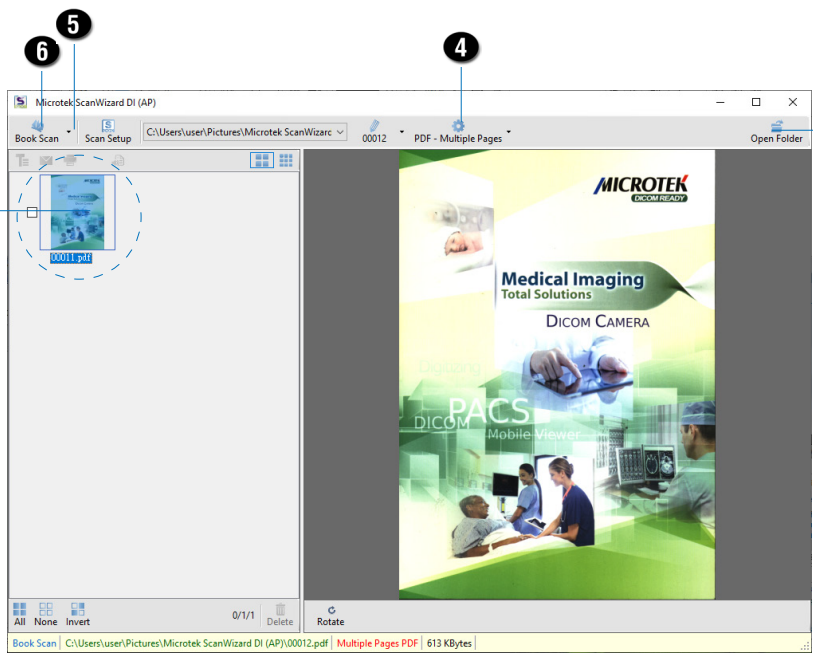 5
6
4
S Microtek ScanWizard DI (AP)
Book Scan
Scan Setup
C:\Users\user\Pictures\Microtek ScanWizarc
00012
PDF - Multiple Pages
Open Folder
00011.pdf
MICROTEK
DICOM READY
Medical Imaging
Total Solutions
DICOM CAMERA
Digitizing
PACS
DICOM
Mobile Viewer
All None Invert 0/1/1 Delete
Rotate
Book Scan C:\Users\user\Pictures\Microtek ScanWizard DI (AP)\00012.pdf Multiple Pages PDF 613 KBytes